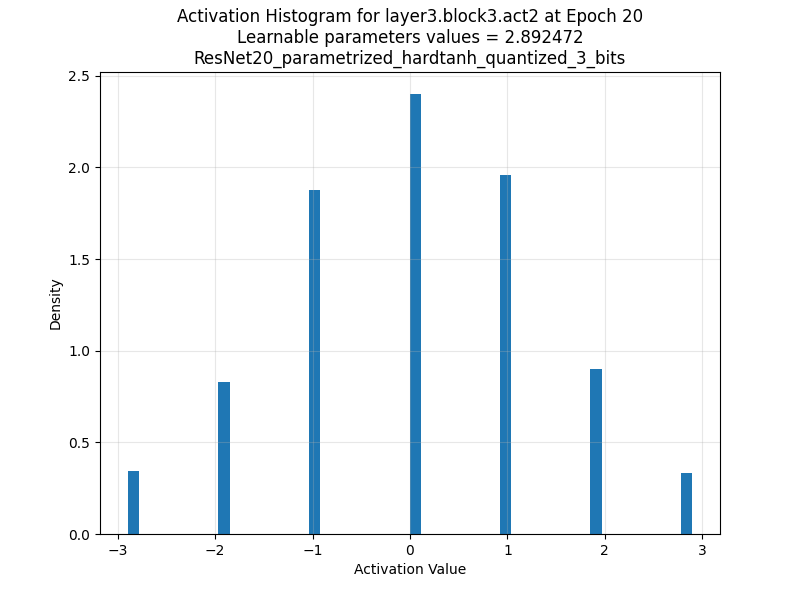 Activation Histogram for layer3.block3.act2 at Epoch 20
Learnable parameters values = 2.892472
ResNet20_parametrized_hardtanh_quantized_3_bits
2.5
2.0
1.5
1.0
0.5
0.0
Density
−3 −2 −1 0 1 2 3
Activation Value